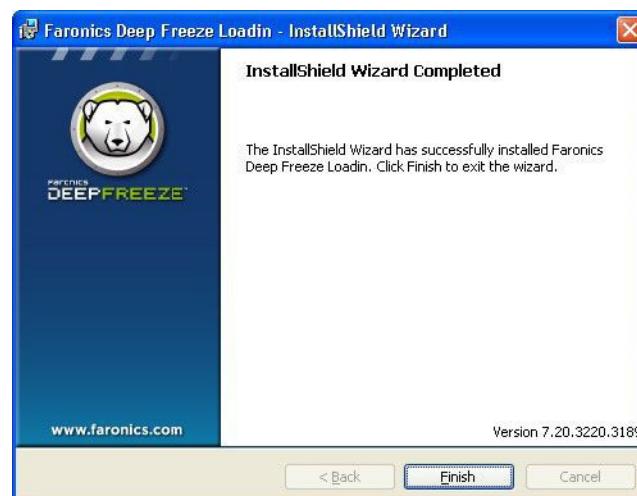 Faronics Deep Freeze Loadin - InstallShield Wizard
InstallShield Wizard Completed
The InstallShield Wizard has successfully installed Faronics
Deep Freeze Loadin. Click Finish to exit the wizard.
FARONICS
DEEPFREEZE
www.faronics.com
Version 7.20.3220.3189
< Back
Finish
Cancel